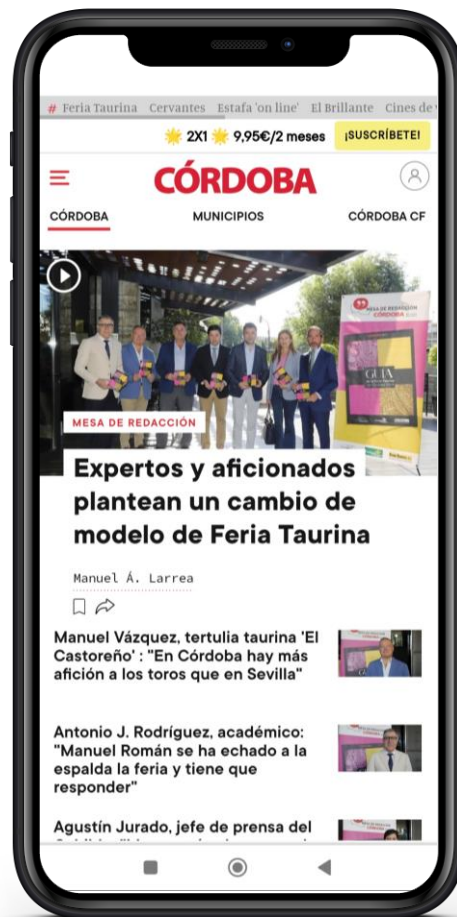 # Feria Taurina Cervantes Estafa 'on line' El Brillante Cines de
2X1 9,95€/2 meses ¡SUSCRÍBETE!
CÓRDOBA
CÓRDOBA MUNICIPIOS CÓRDOBA CF
MESA DE REDACCIÓN
CÓRDOBA
GUÍA
MESA DE REDACCIÓN
Expertos y aficionados
plantean un cambio de
modelo de Feria Taurina
Manuel Á. Larrea
Manuel Vázquez, tertulia taurina 'El
Castoreño' : "En Córdoba hay más
afición a los toros que en Sevilla"
Antonio J. Rodríguez, académico:
"Manuel Román se ha echado a la
espalda la feria y tiene que
responder"
Agustín Jurado, jefe de prensa del